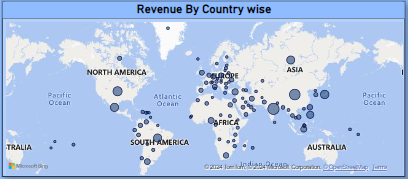 Revenue By Country wise
ASIA
NORTH AMERICA
EUROPE
Pacific
Ocean
Atlantic
Ocean
Pacific
Ocean
AFRICA
SOUTH AMERICA
AUSTRALIA
TRALIA
Indian Ocean
Microsoft Bing
© 2024 TomTom, © 2024 Microsoft Corporation, © OpenStreetMap Terms